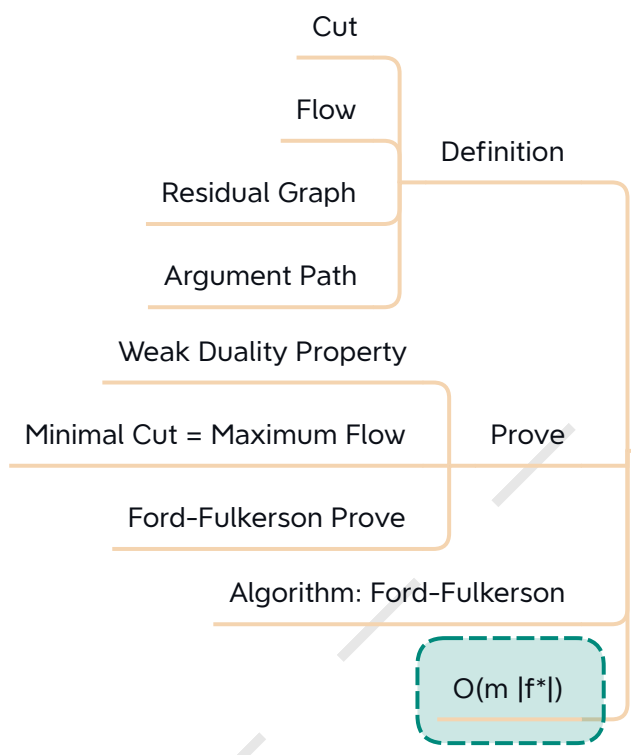 Cut
Flow
Definition
Residual Graph
Argument Path
Weak Duality Property
Minimal Cut = Maximum Flow
Prove
Ford-Fulkerson Prove
Algorithm: Ford-Fulkerson
O(m |f*|)